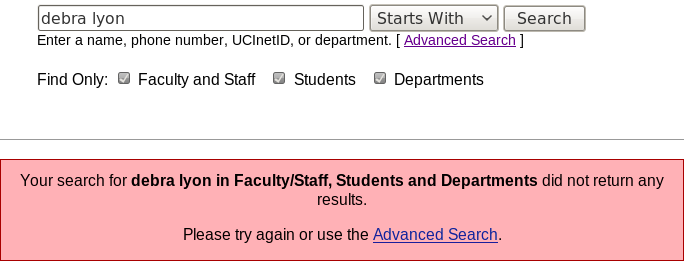 debra lyon Starts With Search
Enter a name, phone number, UCInetID, or department. [ Advanced Search ]
Find Only: Faculty and Staff Students Departments
Your search for debra lyon in Faculty/Staff, Students and Departments did not return any
results.
Please try again or use the Advanced Search.